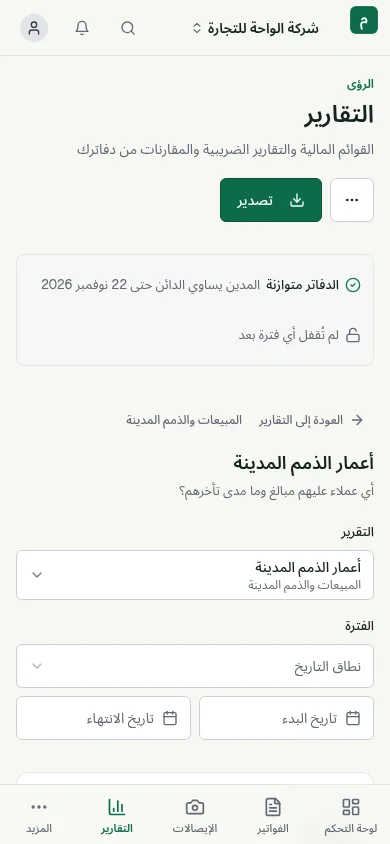 م
شركة الواحة للتجارة
الرؤى
التقارير
القوائم المالية والتقارير الضريبية والمقارنات من دفاترك
تصدير
الدفاتر متوازنة المدين يساوي الدائن حتى 22 نوفمبر 2026
لم تُقفل أي فترة بعد
العودة إلى التقارير المبيعات والذمم المدينة
أعمار الذمم المدينة
أي عملاء عليهم مبالغ وما مدى تأخرهم؟
التقرير
أعمار الذمم المدينة
المبيعات والذمم المدينة
الفترة
نطاق التاريخ
تاريخ البدء تاريخ الانتهاء
لوحة التحكم الفواتير الإيصالات التقارير المزيد